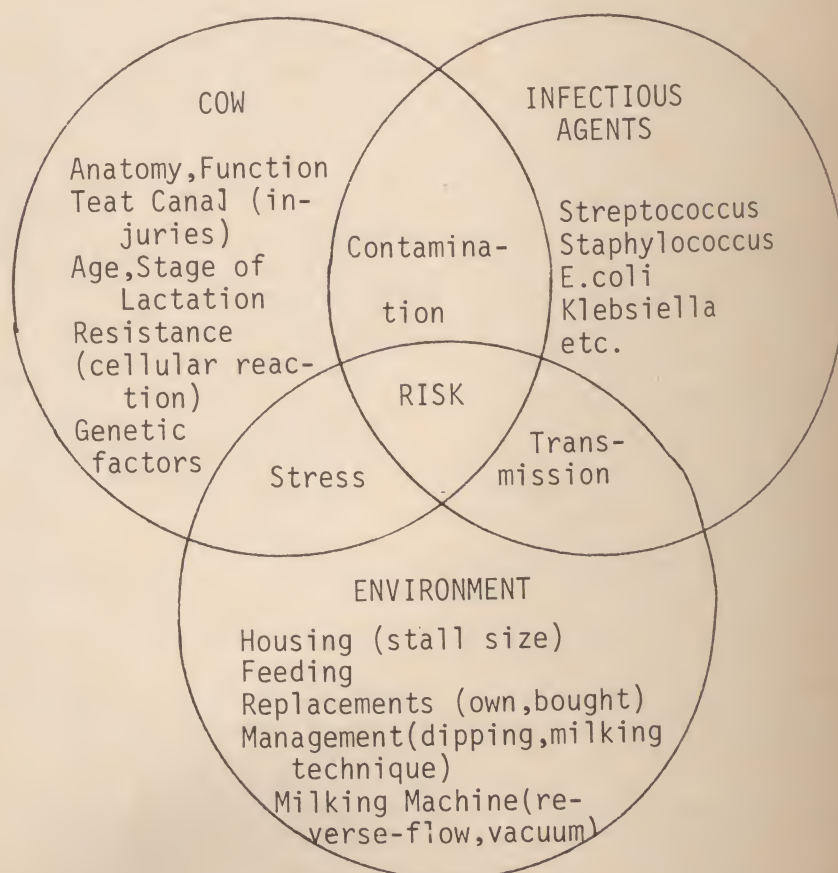 COW
Anatomy,Function
Teat Canal (in-
juries)
Age,Stage of
Lactation
Resistance
(cellular reac-
tion)
Genetic
factors
INFECTIOUS
AGENTS
Streptococcus
Staphylococcus
E.coli
Klebsiella
etc.
Contamina-
tion
RISK
Stress
Trans-
mission
ENVIRONMENT
Housing (stall size)
Feeding
Replacements (own,bought)
Management(dipping,milking
technique)
Milking Machine(re-
verse-flow,vacuum)